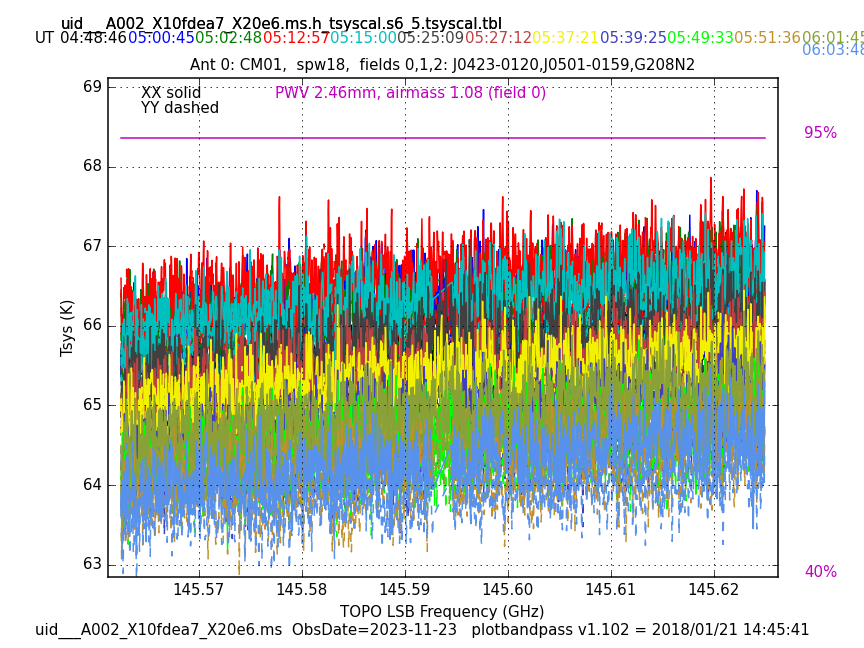 uid___A002_X10fdea7_X20e6.ms.h_tsyscal.s6_5.tsyscal.tbl
UT 04:48:46 05:00:45 05:02:48 05:12:57 05:15:00 05:25:09 05:27:12 05:37:21 05:39:25 05:49:33 05:51:36 06:01:45
06:03:48
Ant 0: CM01, spw18, fields 0,1,2: J0423-0120,J0501-0159,G208N2
XX solid PWV 2.46mm, airmass 1.08 (field 0)
YY dashed
95%
69
68
67
66
65
64
63
Tsys (K)
40%
145.57 145.58 145.59 145.60 145.61 145.62
TOPO LSB Frequency (GHz)
uid___A002_X10fdea7_X20e6.ms ObsDate=2023-11-23 plotbandpass v1.102 = 2018/01/21 14:45:41